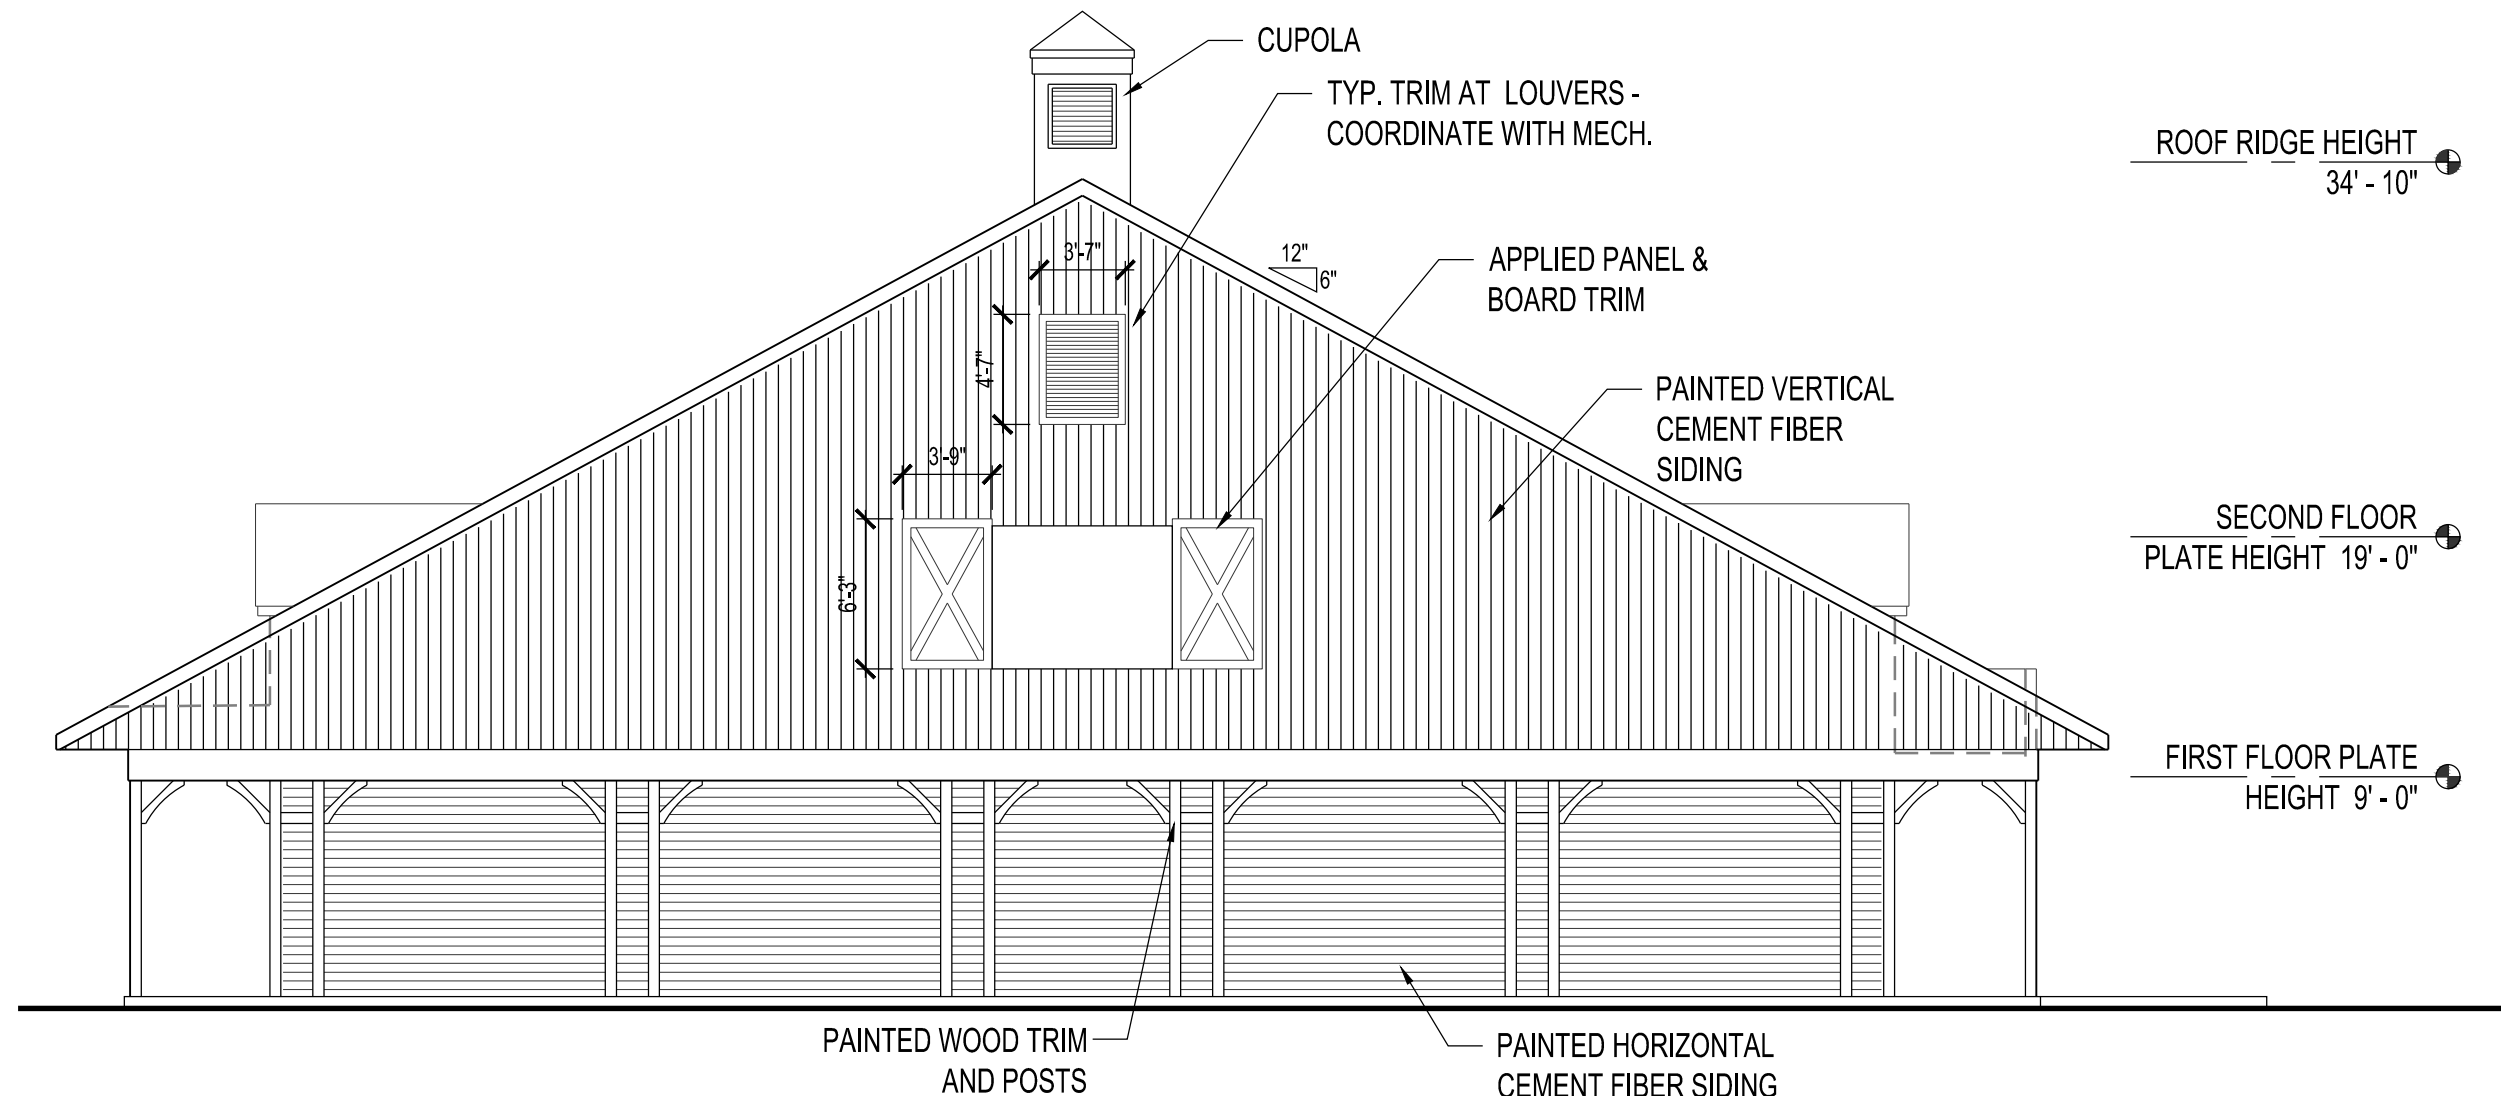 CUPOLA
TYP. TRIM AT LOUVERS -
COORDINATE WITH MECH.
ROOF RIDGE HEIGHT
34' - 10"
3'-7"
12"
6"
APPLIED PANEL &
BOARD TRIM
4'-7"
PAINTED VERTICAL
CEMENT FIBER
SIDING
3'-9"
SECOND FLOOR
PLATE HEIGHT 19' - 0"
6'-3"
FIRST FLOOR PLATE
HEIGHT 9' - 0"
PAINTED WOOD TRIM
AND POSTS
PAINTED HORIZONTAL
CEMENT FIBER SIDING